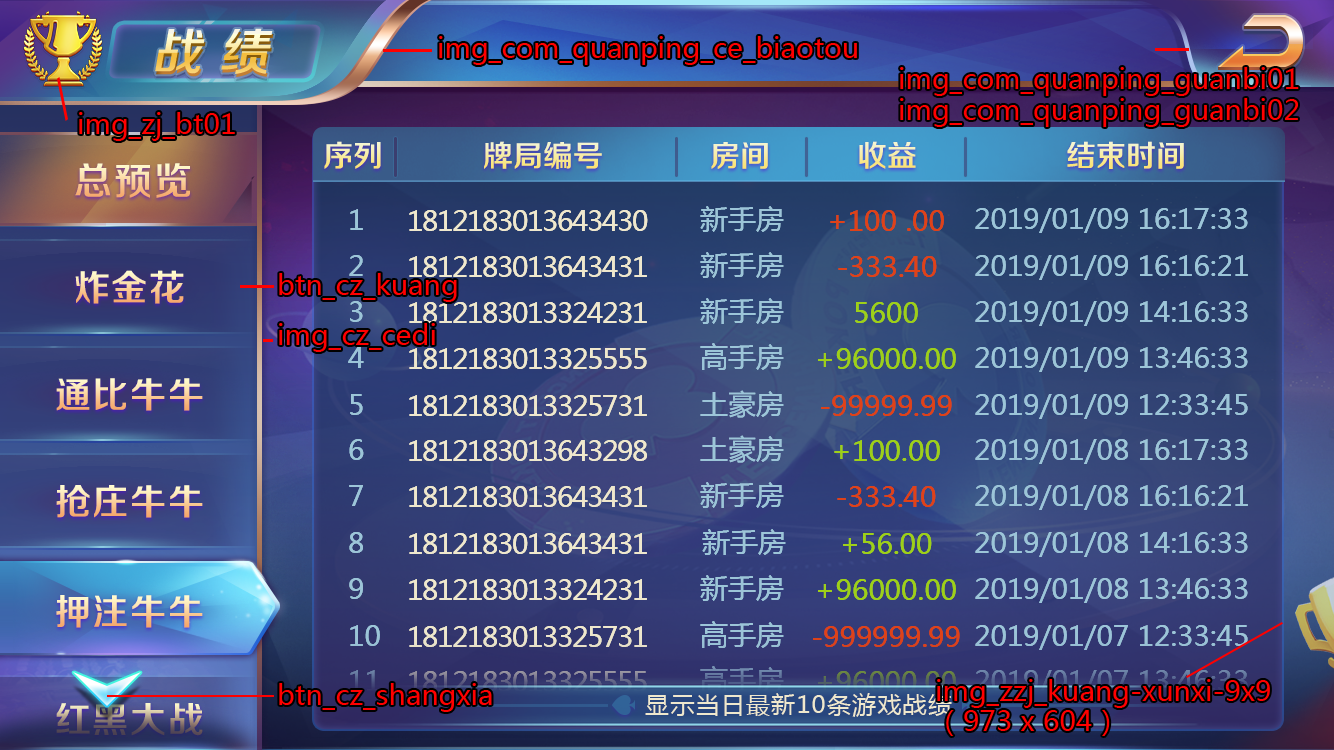 战绩
img_com_quanping_ce_biaotou
img_com_quanping_guanbi01
img_com_quanping_guanbi02
img_zj_bt01
总预览
炸金花
btn_cz_kuang
img_cz_cedi
通比牛牛
抢庄牛牛
押注牛牛
btn_cz_shangxia
红黑大战
序列 牌局编号 房间 收益 结束时间
1 1812183013643430 新手房 +100 .00 2019/01/09 16:17:33
2 1812183013643431 新手房 -333.40 2019/01/09 16:16:21
3 1812183013324231 新手房 5600 2019/01/09 14:16:33
4 1812183013325555 高手房 +96000.00 2019/01/09 13:46:33
5 1812183013325731 土豪房 -99999.99 2019/01/09 12:33:45
6 1812183013643298 土豪房 +100.00 2019/01/08 16:17:33
7 1812183013643431 新手房 -333.40 2019/01/08 16:16:21
8 1812183013643431 新手房 +56.00 2019/01/08 14:16:33
9 1812183013324231 新手房 +96000.00 2019/01/08 13:46:33
10 1812183013325731 高手房 -999999.99 2019/01/07 12:33:45
11 1812183013325555 高手房 +96000.00 2019/01/07 13:46:33
显示当日最新10条游戏战绩
img_zzj_kuang-xunxi-9x9
( 973 x 604 )